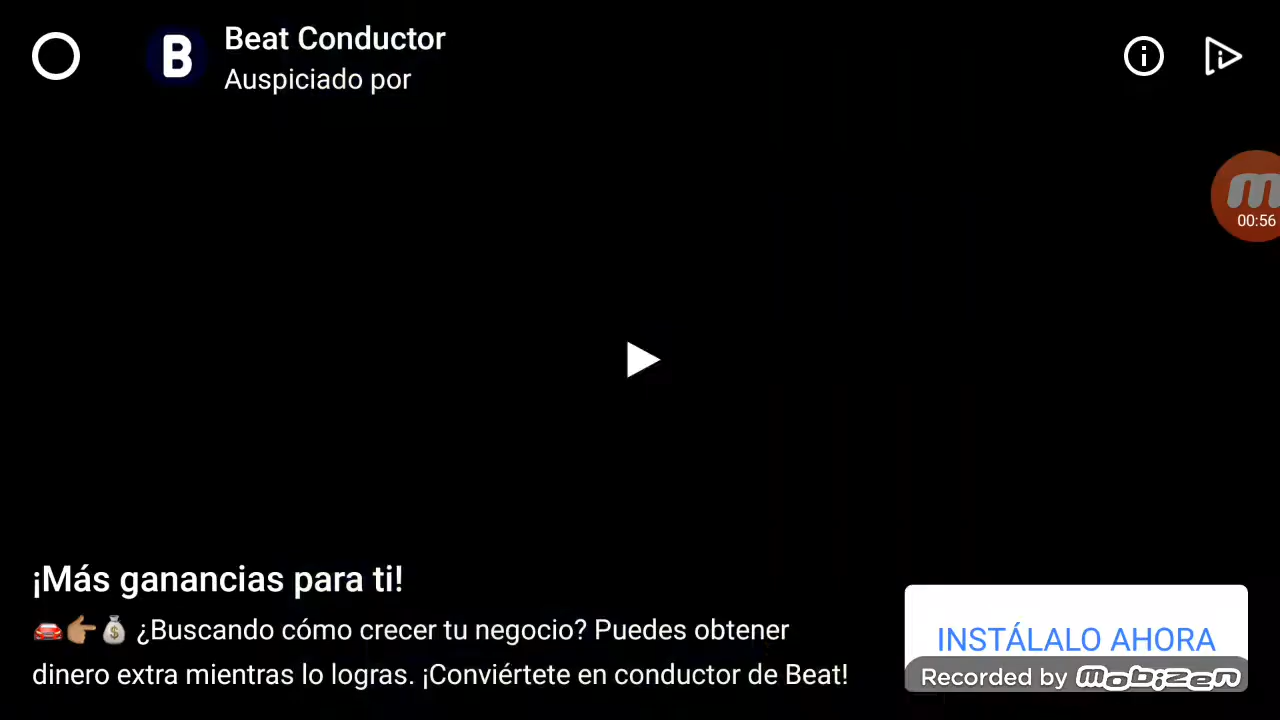 B
Beat Conductor
Auspiciado por
00:56
¡Más ganancias para ti!
🚗👉🏽💰 ¿Buscando cómo crecer tu negocio? Puedes obtener
dinero extra mientras lo logras. ¡Conviértete en conductor de Beat!
INSTÁLALO AHORA
Recorded by mobizen